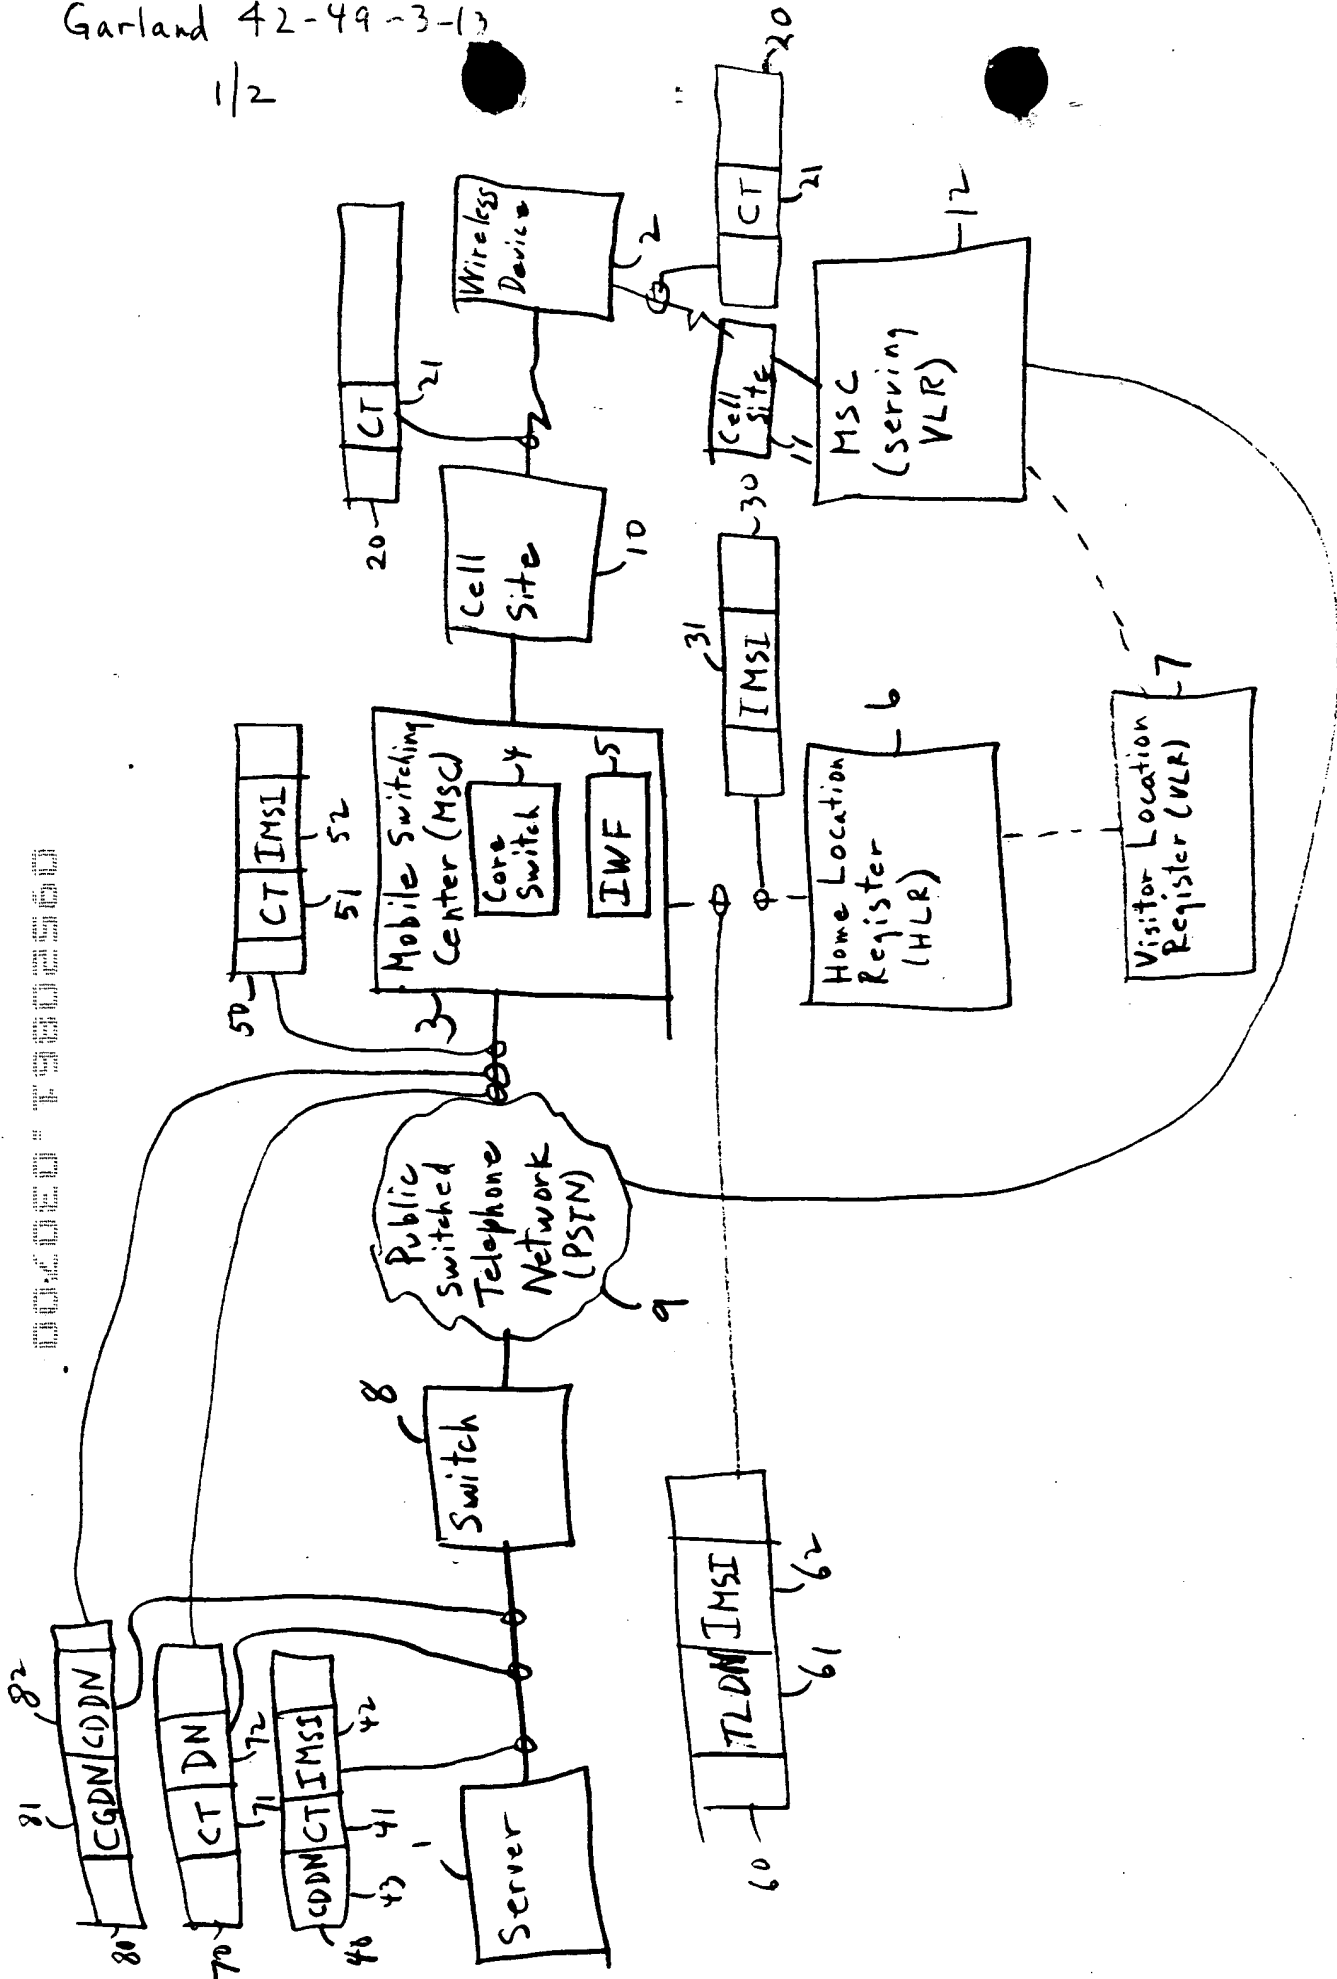 Garland 42-49-3-13
1/2
82
81
CGDN CDDN
80
CT DN
72
71
70
CDDN CT IMSI
42
41
43
40
Server
1
Switch
8
Public
Switched
Telephone
Network
(PSTN)
9
50
CT IMSI
51
52
Mobile Switching
Center (MSC)
3
Core
Switch
4
IWF
5
Cell
Site
10
20
CT
21
Wireless
Device
2
20
CT
21
Cell
Site
11
MSC
(serving
VLR)
12
31
IMSI
30
Home Location
Register
(HLR)
6
Visitor Location
Register (VLR)
7
TLDN IMSI
62
61
60